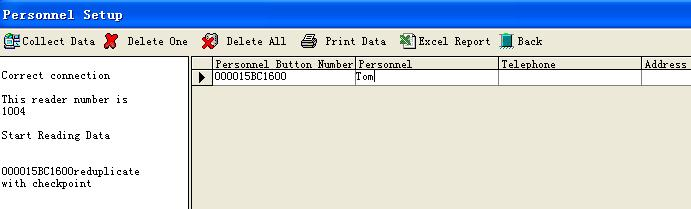 Personnel Setup
Collect Data Delete One Delete All Print Data Excel Report Back
Correct connection
This reader number is
1004
Start Reading Data
000015BC1600reduplicate
with checkpoint
Personnel Button Number Personnel Telephone Address
000015BC1600 Tom